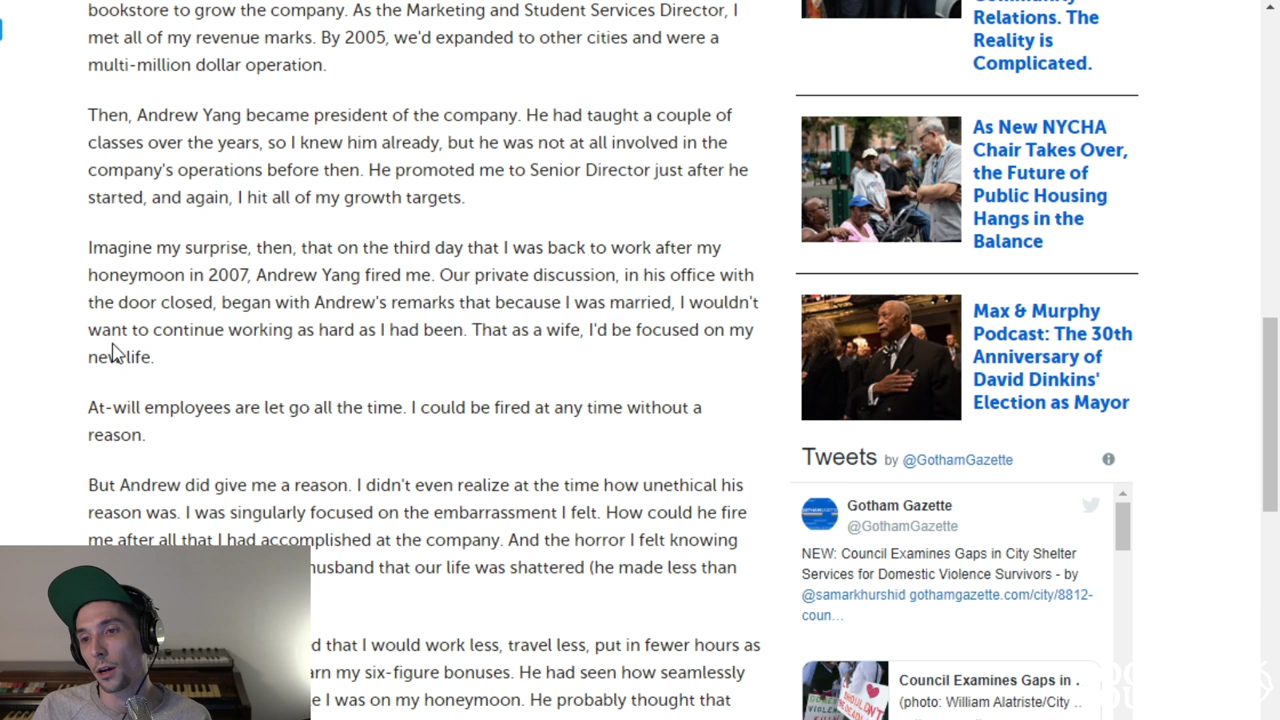 bookstore to grow the company. As the Marketing and Student Services Director, I
met all of my revenue marks. By 2005, we'd expanded to other cities and were a
multi-million dollar operation.
Then, Andrew Yang became president of the company. He had taught a couple of
classes over the years, so I knew him already, but he was not at all involved in the
company's operations before then. He promoted me to Senior Director just after he
started, and again, I hit all of my growth targets.
Imagine my surprise, then, that on the third day that I was back to work after my
honeymoon in 2007, Andrew Yang fired me. Our private discussion, in his office with
the door closed, began with Andrew's remarks that because I was married, I wouldn't
want to continue working as hard as I had been. That as a wife, I'd be focused on my
new life.
At-will employees are let go all the time. I could be fired at any time without a
reason.
But Andrew did give me a reason. I didn't even realize at the time how unethical his
reason was. I was singularly focused on the embarrassment I felt. How could he fire
me after all that I had accomplished at the company. And the horror I felt knowing
husband that our life was shattered (he made less than
d that I would work less, travel less, put in fewer hours as
rn my six-figure bonuses. He had seen how seamlessly
e I was on my honeymoon. He probably thought that
Relations. The
Reality is
Complicated.
As New NYCHA
Chair Takes Over,
the Future of
Public Housing
Hangs in the
Balance
Max & Murphy
Podcast: The 30th
Anniversary of
David Dinkins'
Election as Mayor
Tweets by @GothamGazette
Gotham Gazette
@GothamGazette
NEW: Council Examines Gaps in City Shelter
Services for Domestic Violence Survivors - by
@samarkhurshid gothamgazette.com/city/8812-
coun…
Council Examines Gaps in .
(photo: William Alatriste/City ..